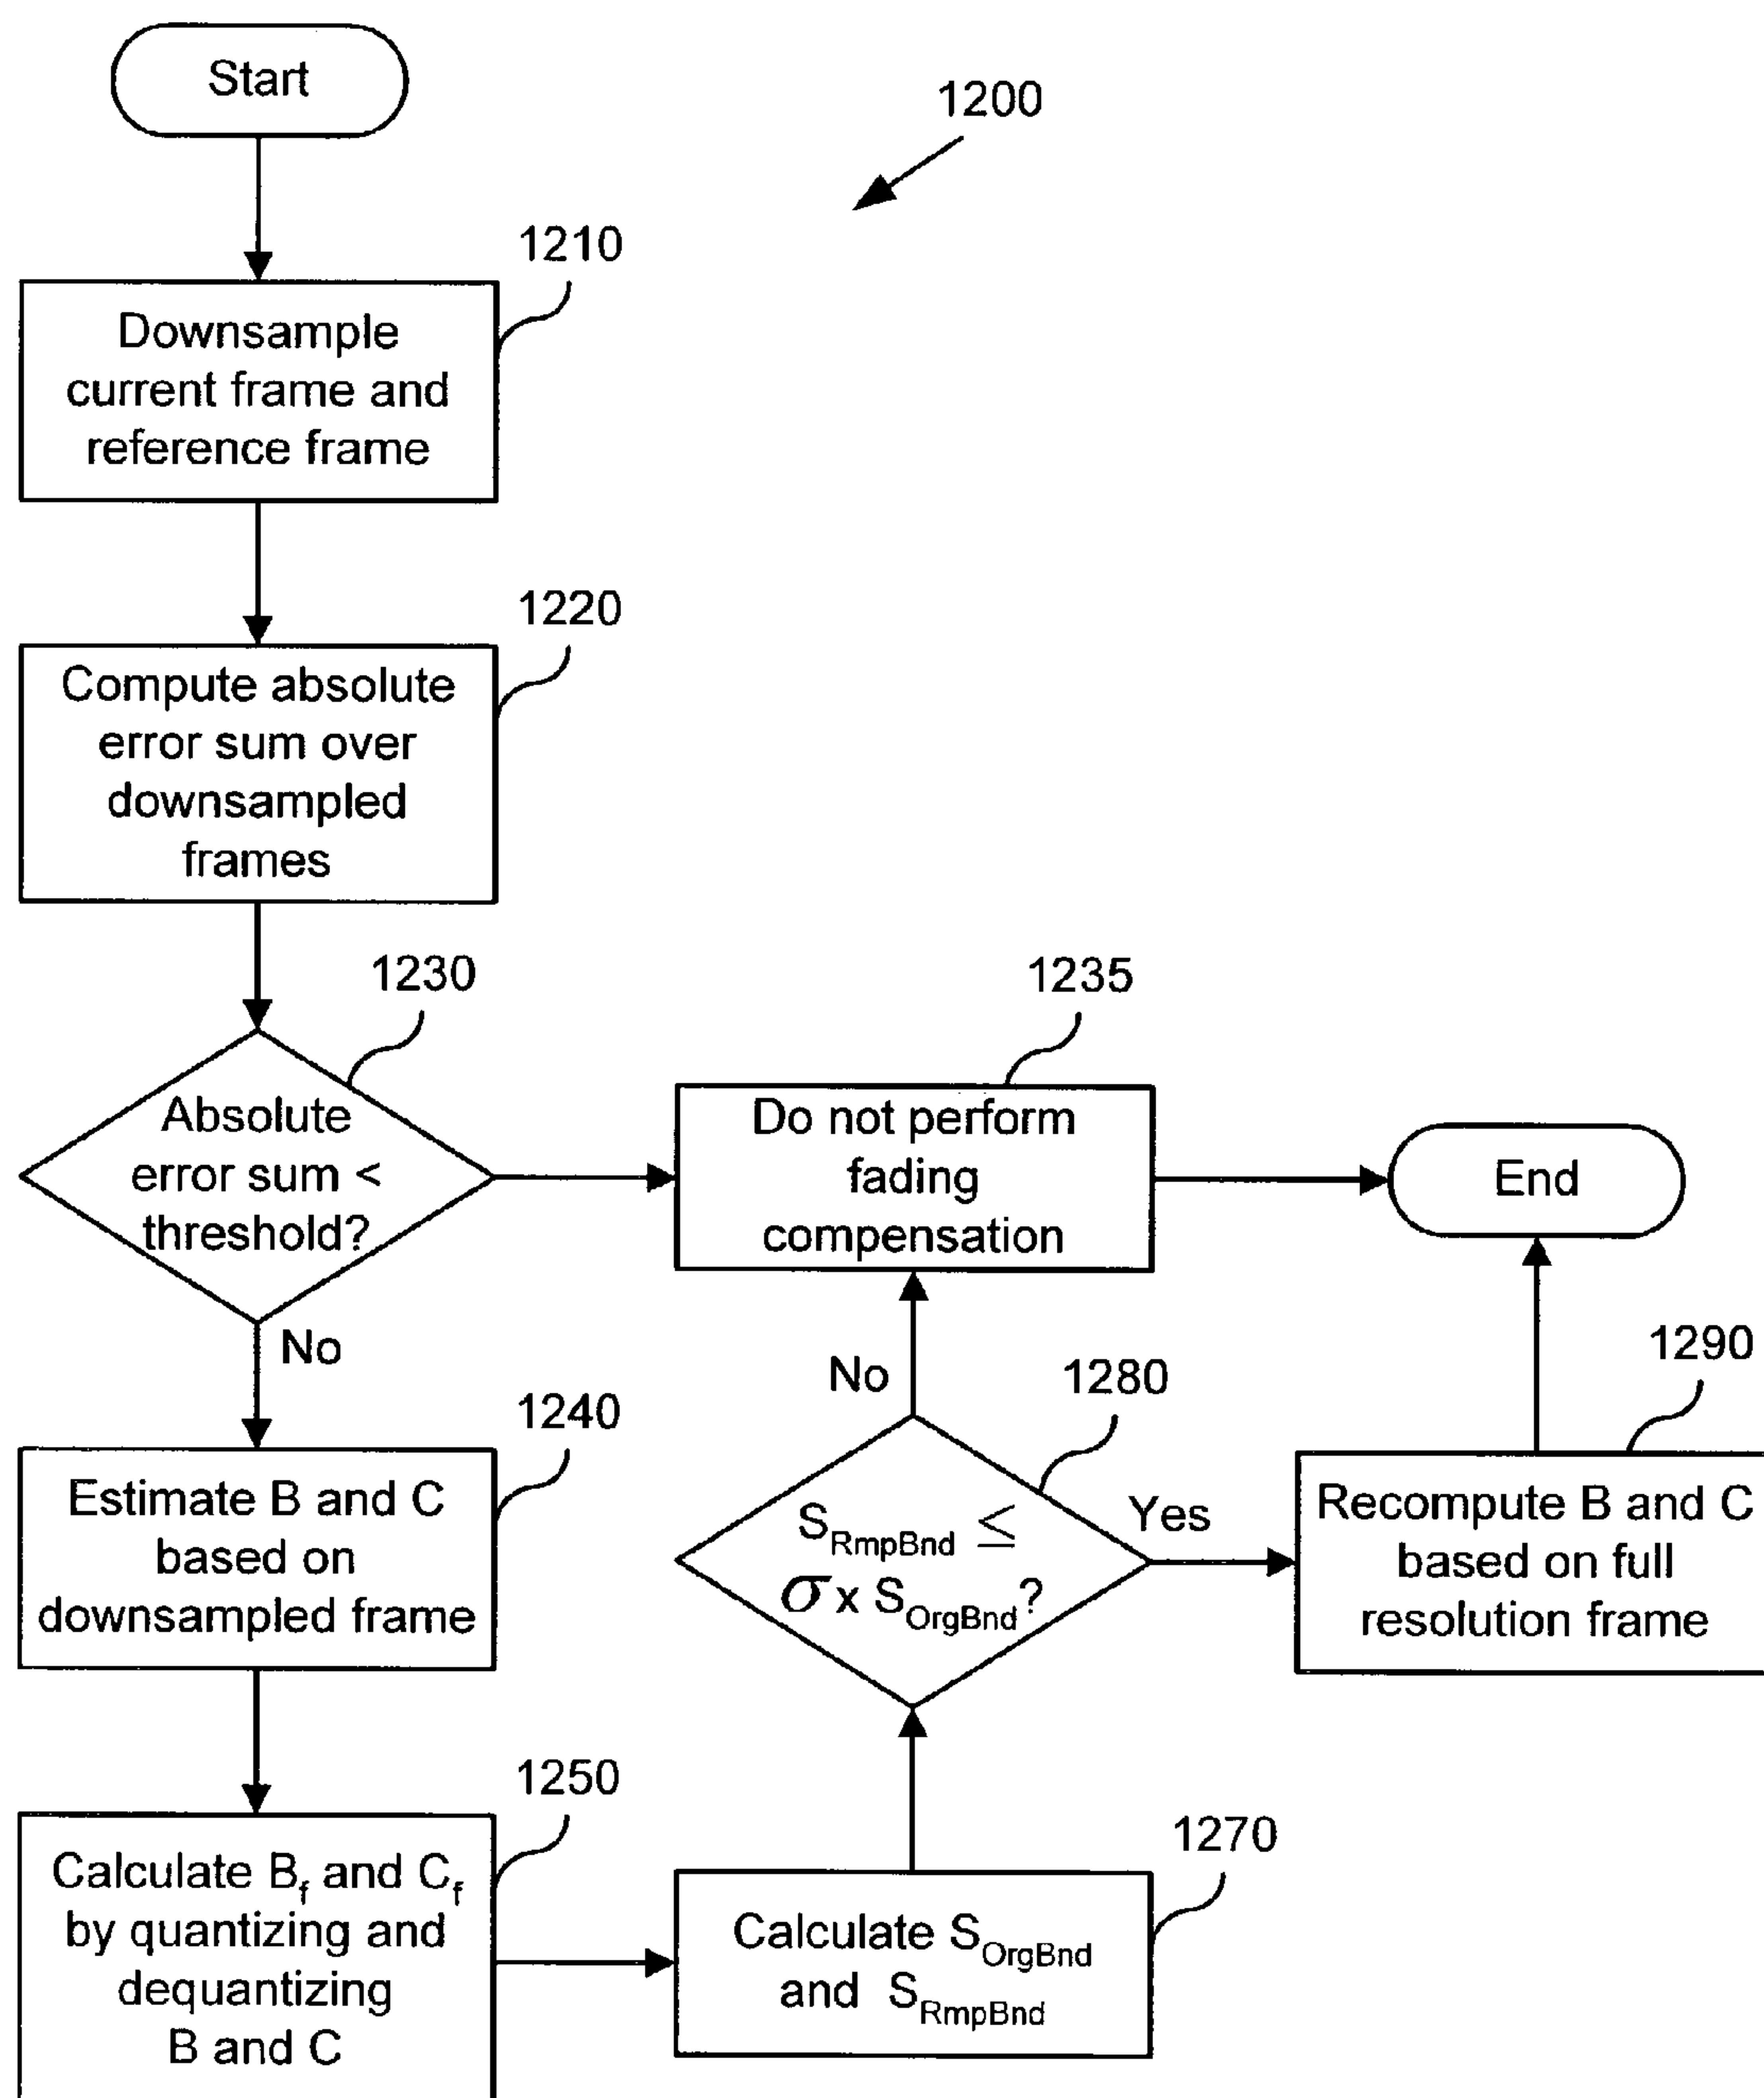 Start
1200
1210
Downsample
current frame and
reference frame
1220
Compute absolute
error sum over
downsampled
frames
1230
Absolute
error sum <
threshold?
No
1235
Do not perform
fading
compensation
End
1240
Estimate B and C
based on
downsampled frame
1250
Calculate B_f and C_f
by quantizing and
dequantizing
B and C
1270
Calculate S_OrgBnd
and S_RmpBnd
1280
S_RmpBnd ≤
σ x S_OrgBnd?
No
Yes
1290
Recompute B and C
based on full
resolution frame